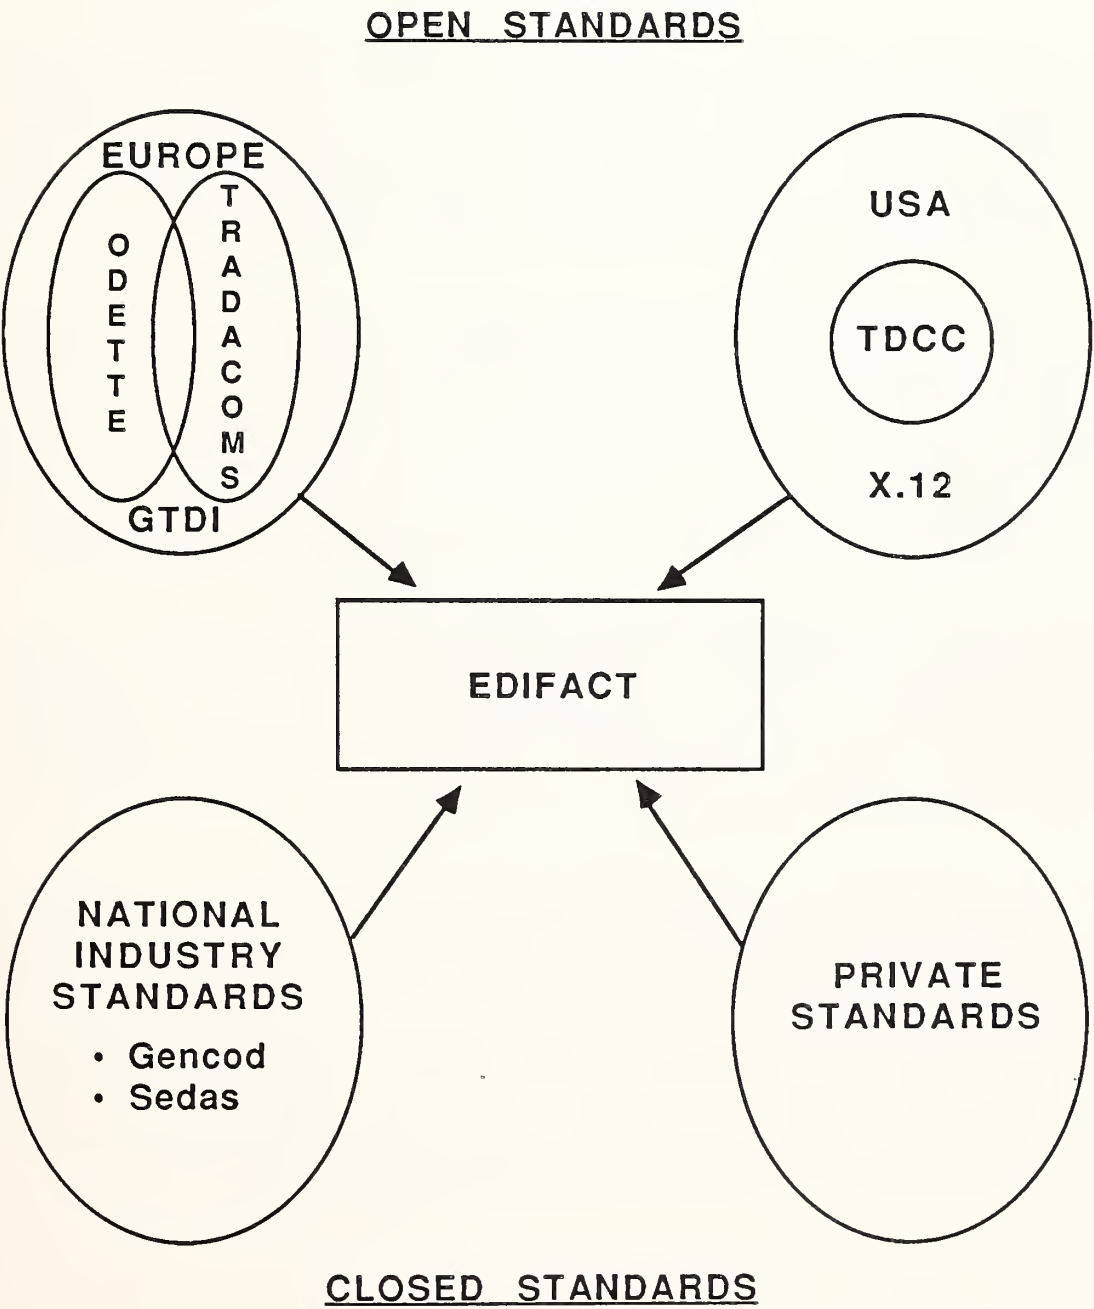 OPEN STANDARDS
EUROPE
ODETTE
TRADACOMS
GTDI
USA
TDCC
X.12
EDIFACT
NATIONAL
INDUSTRY
STANDARDS
• Gencod
• Sedas
PRIVATE
STANDARDS
CLOSED STANDARDS